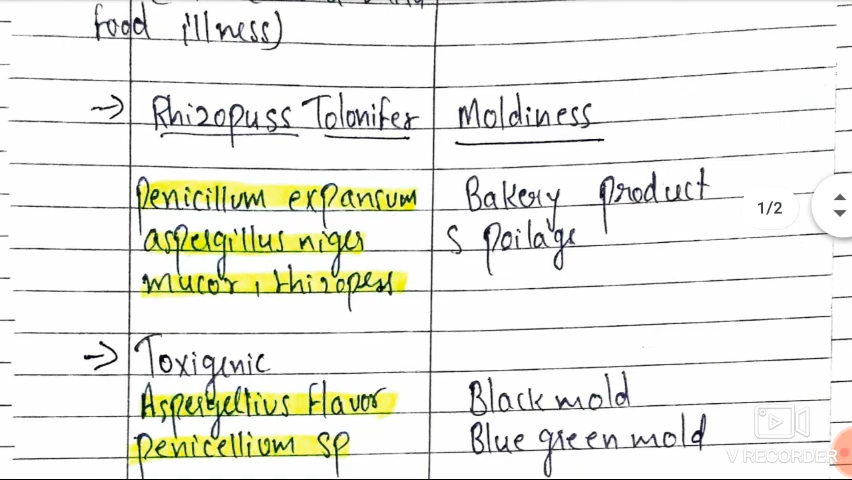 food illness)
→ Rhizopuss Tolonifer Moldiness
penicillum expansum Bakery product
1/2
aspergillus niger spoilage
mucor, rhizopess
→ Toxigenic
Aspergellius flavor Black mold
penicellium sp Blue green mold
V RECORDER